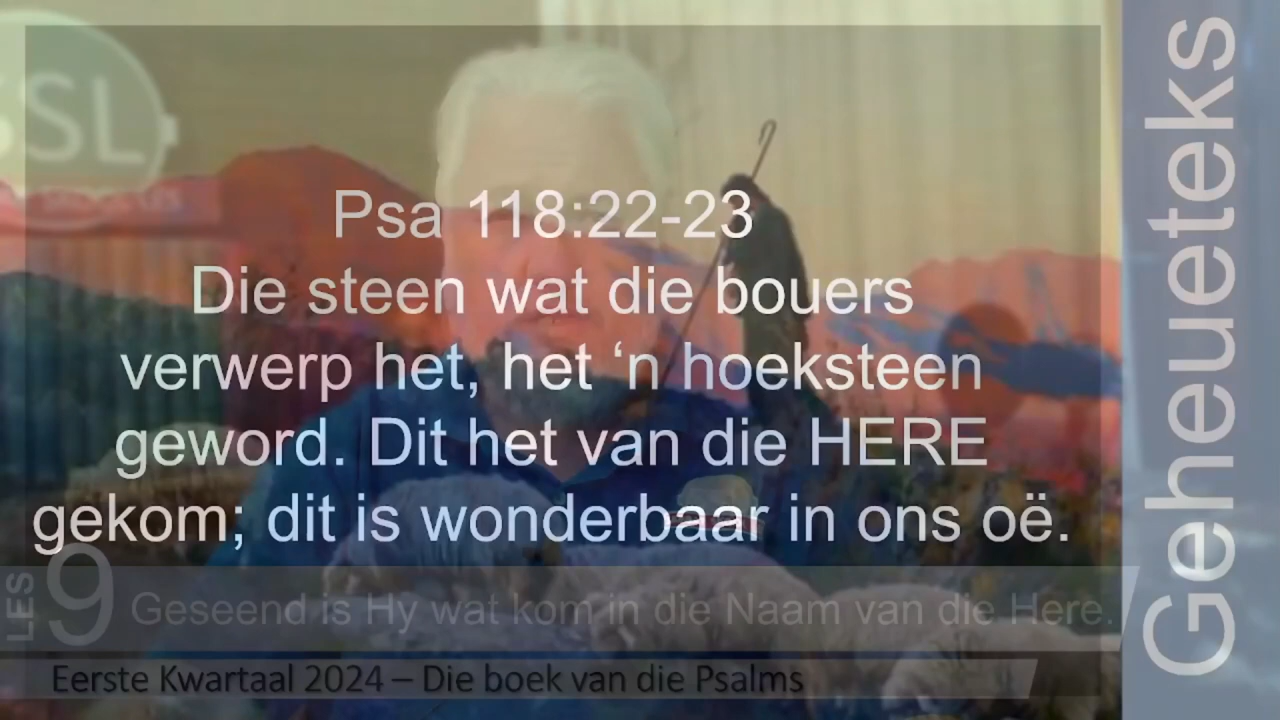 SSL
Psa 118:22-23
Die steen wat die bouers
verwerp het, het ‘n hoeksteen
geword. Dit het van die HERE
gekom; dit is wonderbaar in ons oë.
LES
9
Geseend is Hy wat kom in die Naam van die Here.
Eerste Kwartaal 2024 – Die boek van die Psalms
Geheueteks